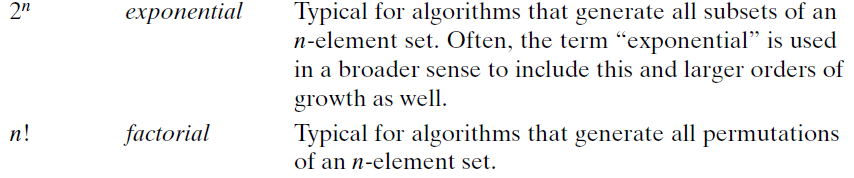 2ⁿ exponential Typical for algorithms that generate all subsets of an
n-element set. Often, the term “exponential” is used
in a broader sense to include this and larger orders of
growth as well.
n! factorial Typical for algorithms that generate all permutations
of an n-element set.